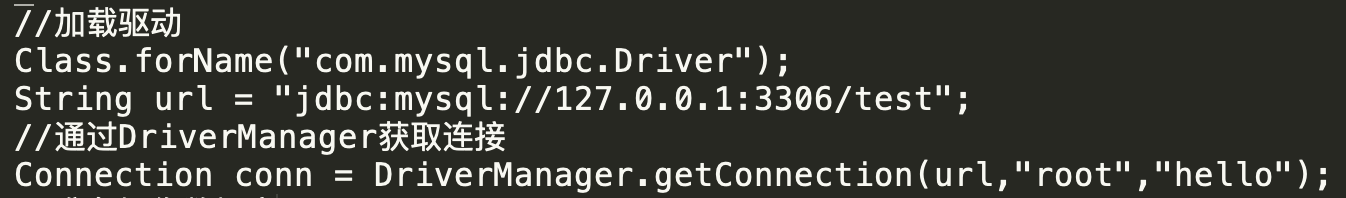 //加载驱动
Class.forName("com.mysql.jdbc.Driver");
String url = "jdbc:mysql://127.0.0.1:3306/test";
//通过DriverManager获取连接
Connection conn = DriverManager.getConnection(url,"root","hello");